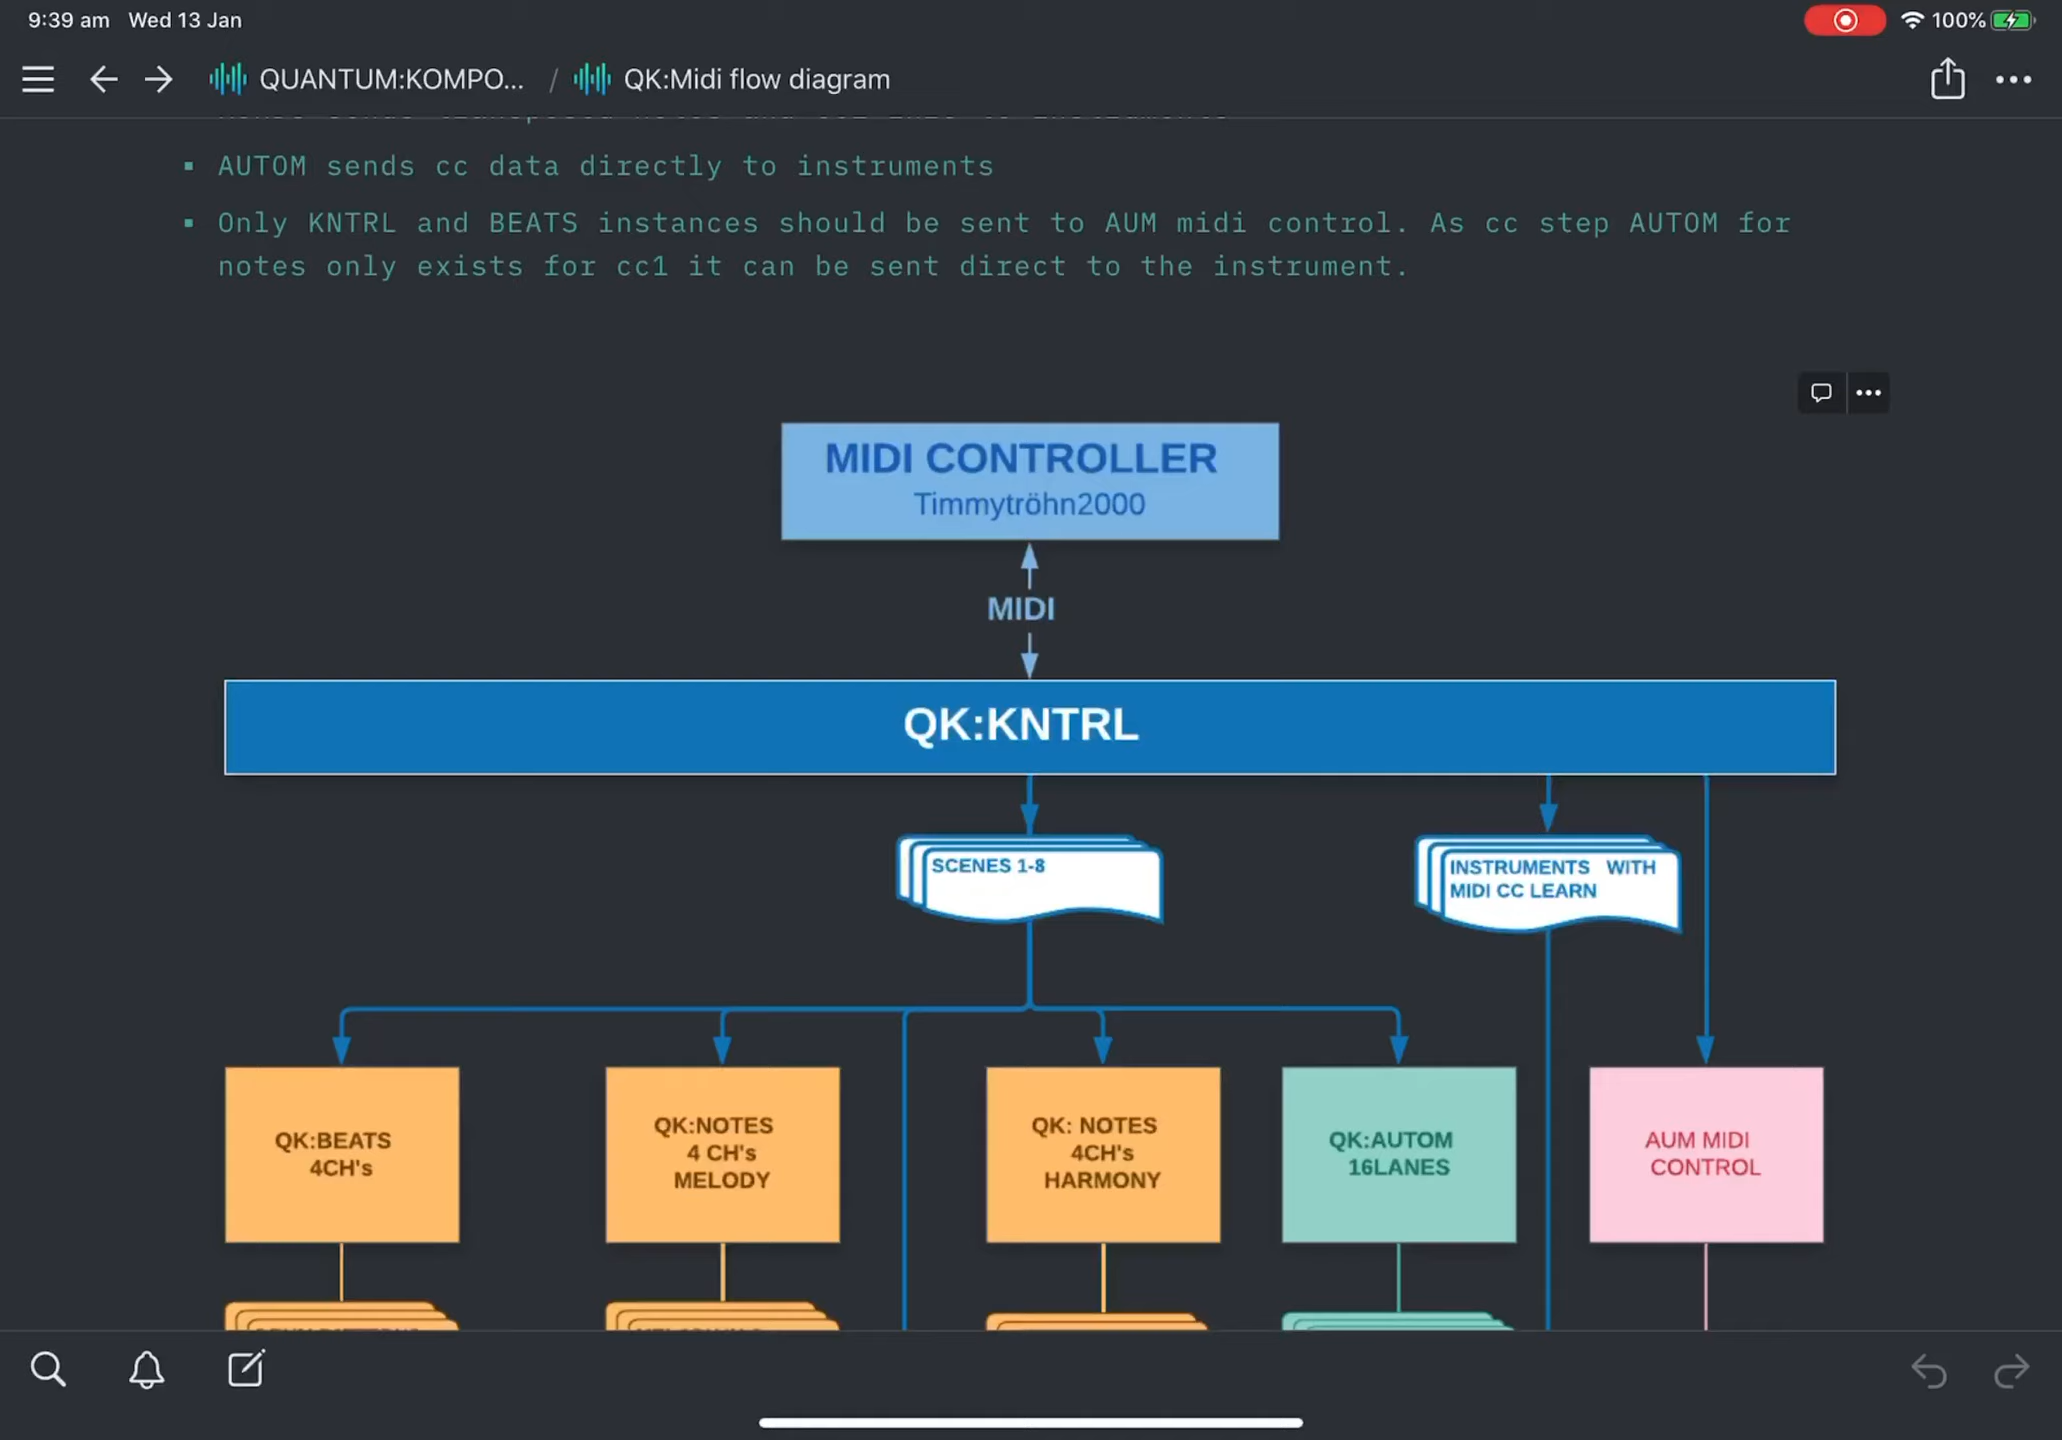 9:39 am Wed 13 Jan
100%
QUANTUM:KOMPO... / QK:Midi flow diagram
▪ AUTOM sends cc data directly to instruments
▪ Only KNTRL and BEATS instances should be sent to AUM midi control. As cc step AUTOM for
notes only exists for cc1 it can be sent direct to the instrument.
MIDI CONTROLLER
Timmytröhn2000
MIDI
QK:KNTRL
SCENES 1-8
INSTRUMENTS WITH
MIDI CC LEARN
QK:BEATS
4CH's
QK:NOTES
4 CH's
MELODY
QK: NOTES
4CH's
HARMONY
QK:AUTOM
16LANES
AUM MIDI
CONTROL